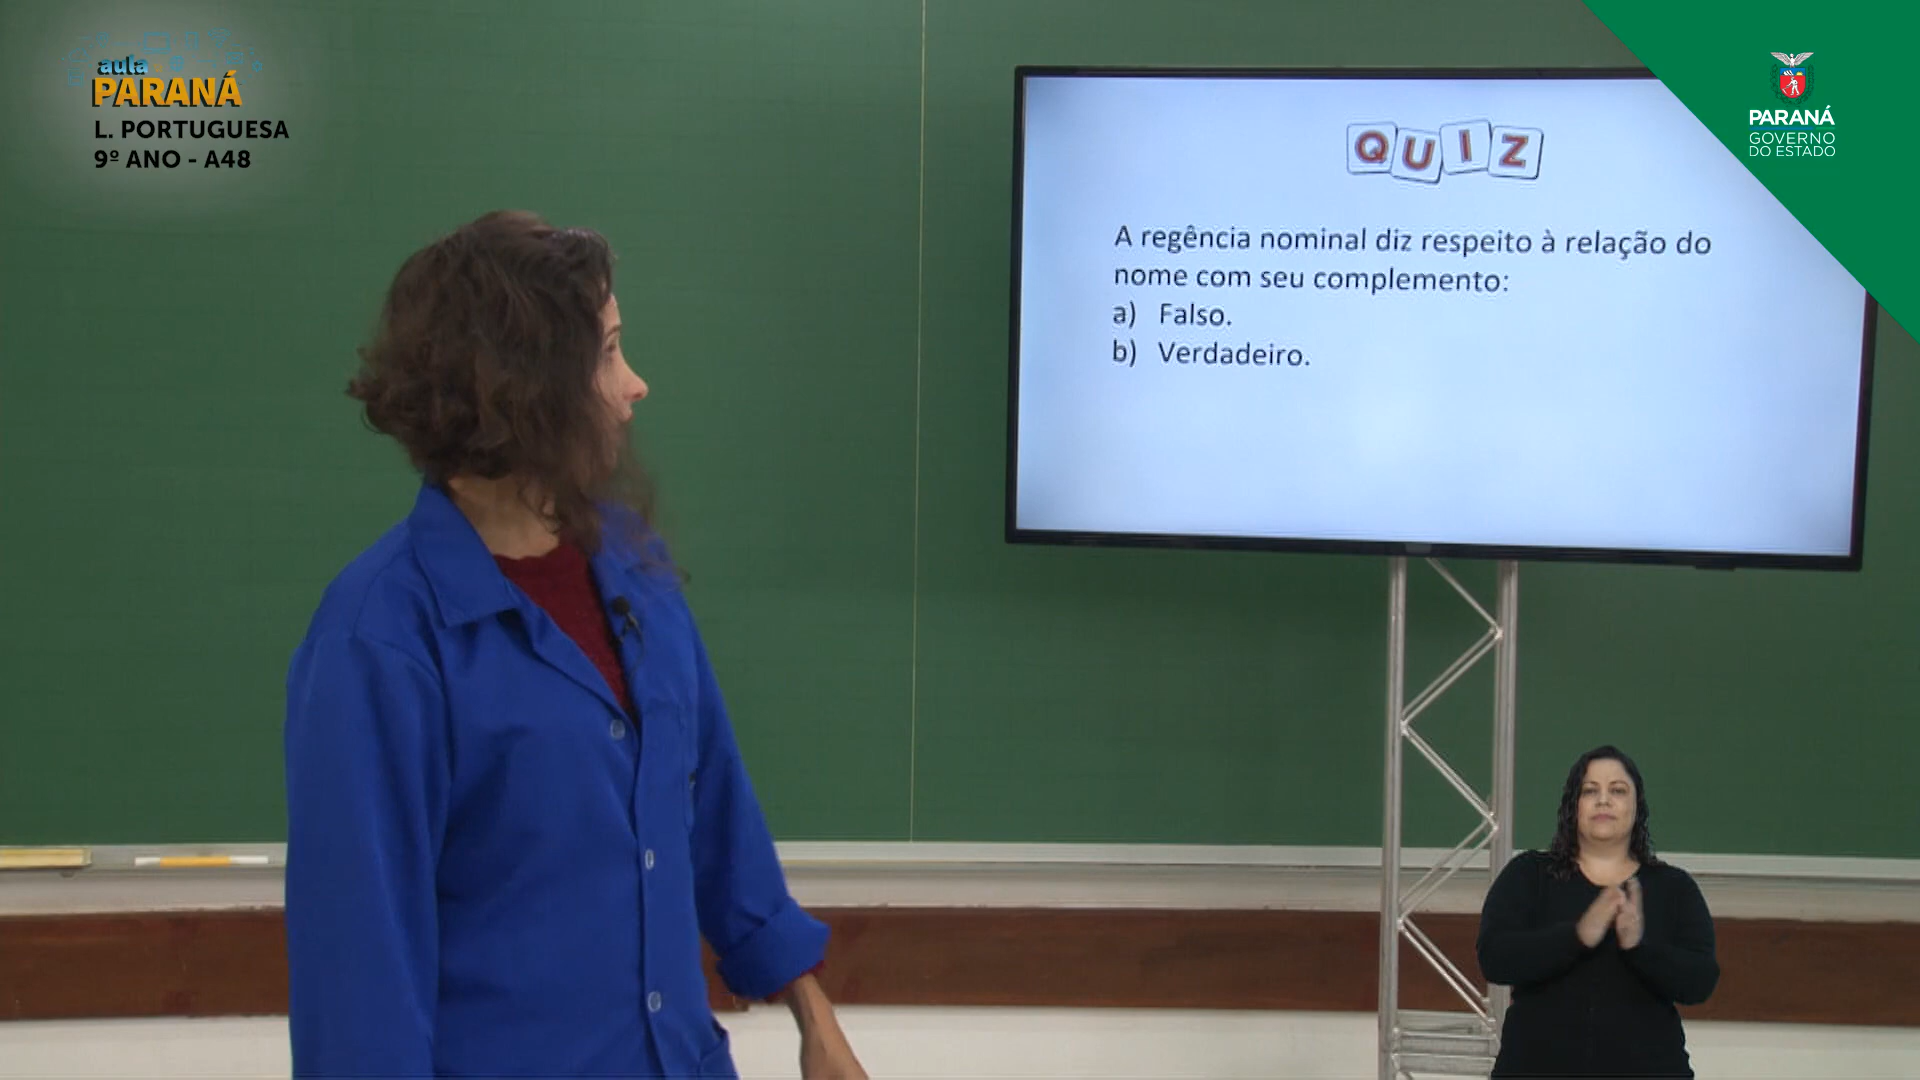 aula
PARANÁ
L. PORTUGUESA
9º ANO - A48
QUIZ
A regência nominal diz respeito à relação do
nome com seu complemento:
a) Falso.
b) Verdadeiro.
PARANÁ
GOVERNO
DO ESTADO